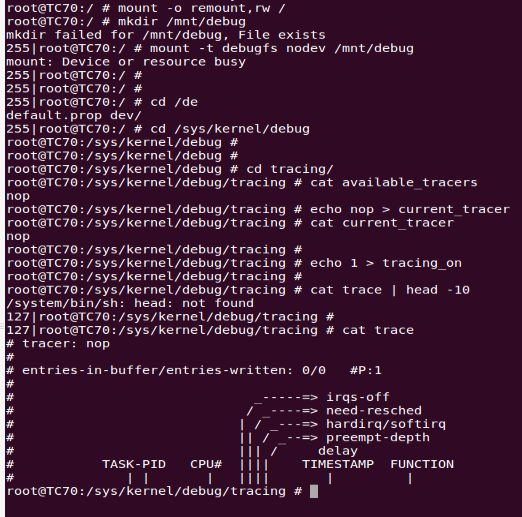 root@TC70:/ # mount -o remount,rw /
root@TC70:/ # mkdir /mnt/debug
mkdir failed for /mnt/debug, File exists
255|root@TC70:/ # mount -t debugfs nodev /mnt/debug
mount: Device or resource busy
255|root@TC70:/ #
255|root@TC70:/ #
255|root@TC70:/ # cd /de
default.prop dev/
255|root@TC70:/ # cd /sys/kernel/debug
root@TC70:/sys/kernel/debug #
root@TC70:/sys/kernel/debug #
root@TC70:/sys/kernel/debug # cd tracing/
root@TC70:/sys/kernel/debug/tracing # cat available_tracers
nop
root@TC70:/sys/kernel/debug/tracing # echo nop > current_tracer
root@TC70:/sys/kernel/debug/tracing # cat current_tracer
nop
root@TC70:/sys/kernel/debug/tracing #
root@TC70:/sys/kernel/debug/tracing # echo 1 > tracing_on
root@TC70:/sys/kernel/debug/tracing #
root@TC70:/sys/kernel/debug/tracing # cat trace | head -10
/system/bin/sh: head: not found
127|root@TC70:/sys/kernel/debug/tracing #
127|root@TC70:/sys/kernel/debug/tracing # cat trace
# tracer: nop
#
# entries-in-buffer/entries-written: 0/0   #P:1
#
#                              _-----=> irqs-off
#                             / _----=> need-resched
#                            | / _---=> hardirq/softirq
#                            || / _--=> preempt-depth
#                            ||| /     delay
#           TASK-PID   CPU#  ||||    TIMESTAMP  FUNCTION
#              | |       |   ||||       |         |
root@TC70:/sys/kernel/debug/tracing #